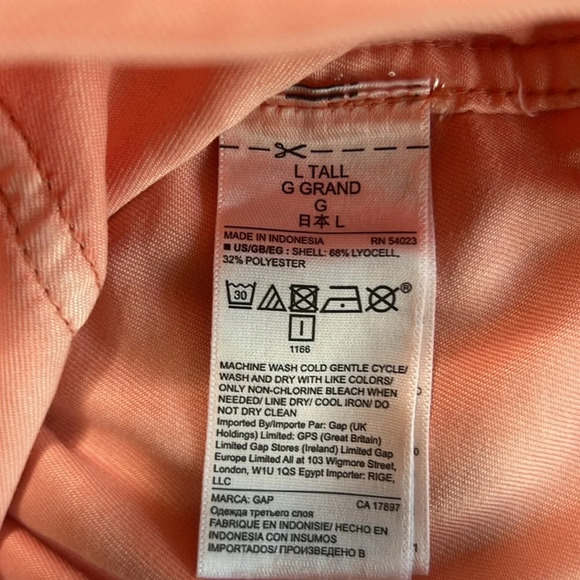 L TALL
G GRAND
G
日本 L
MADE IN INDONESIA RN 54023
■ US/GB/EG : SHELL: 68% LYOCELL,
32% POLYESTER
30
®
1166
MACHINE WASH COLD GENTLE CYCLE/
WASH AND DRY WITH LIKE COLORS/
ONLY NON-CHLORINE BLEACH WHEN
NEEDED/ LINE DRY/ COOL IRON/ DO
NOT DRY CLEAN
Imported By/Importe Par: Gap (UK
Holdings) Limited: GPS (Great Britain)
Limited Gap Stores (Ireland) Limited Gap
Europe Limited All at 103 Wigmore Street,
London, W1U 1QS Egypt Importer: RIGE,
LLC
MARCA: GAP CA 17897
Одежда третьего слоя
FABRIQUE EN INDONISIE/ HECHO EN
INDONISIE/ INDONESIA OS
IMPORTADOS/ ПРОИЗВЕДЕНО В